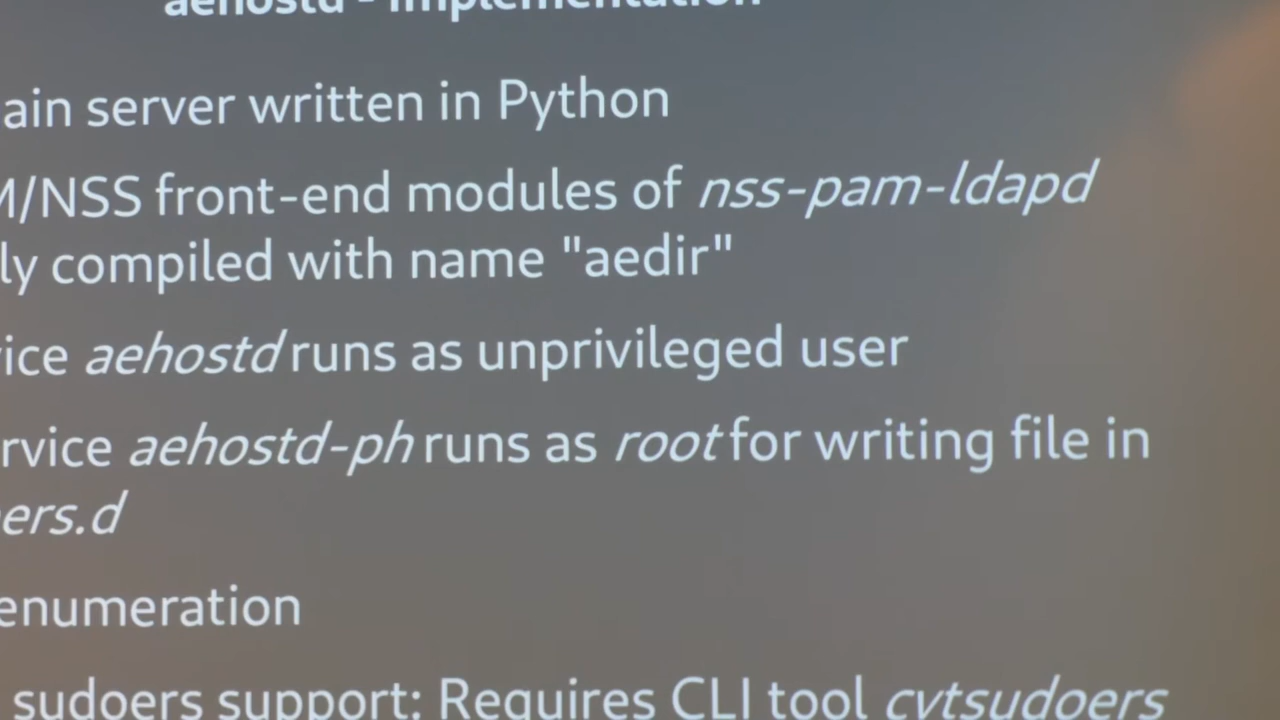 aehostd - Implementation
ain server written in Python
M/NSS front-end modules of nss-pam-ldapd
ly compiled with name "aedir"
ice aehostd runs as unprivileged user
rvice aehostd-ph runs as root for writing file in
ers.d
enumeration
sudoers support: Requires CLI tool cvtsudoers